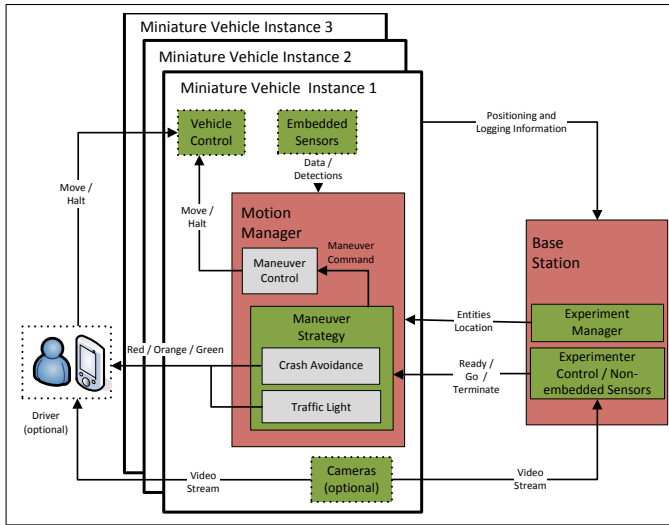 Miniature Vehicle Instance 3
Miniature Vehicle Instance 2
Miniature Vehicle Instance 1
Vehicle
Control
Embedded
Sensors
Positioning and
Logging Information
Data /
Detections
Move /
Halt
Move /
Halt
Motion
Manager
Maneuver
Command
Maneuver
Control
Base
Station
Entities
Location
Experiment
Manager
Maneuver
Strategy
Red / Orange / Green
Crash Avoidance
Ready /
Go /
Terminate
Experimenter
Control / Non-
embedded Sensors
Traffic Light
Driver
(optional)
Video
Stream
Cameras
(optional)
Video
Stream